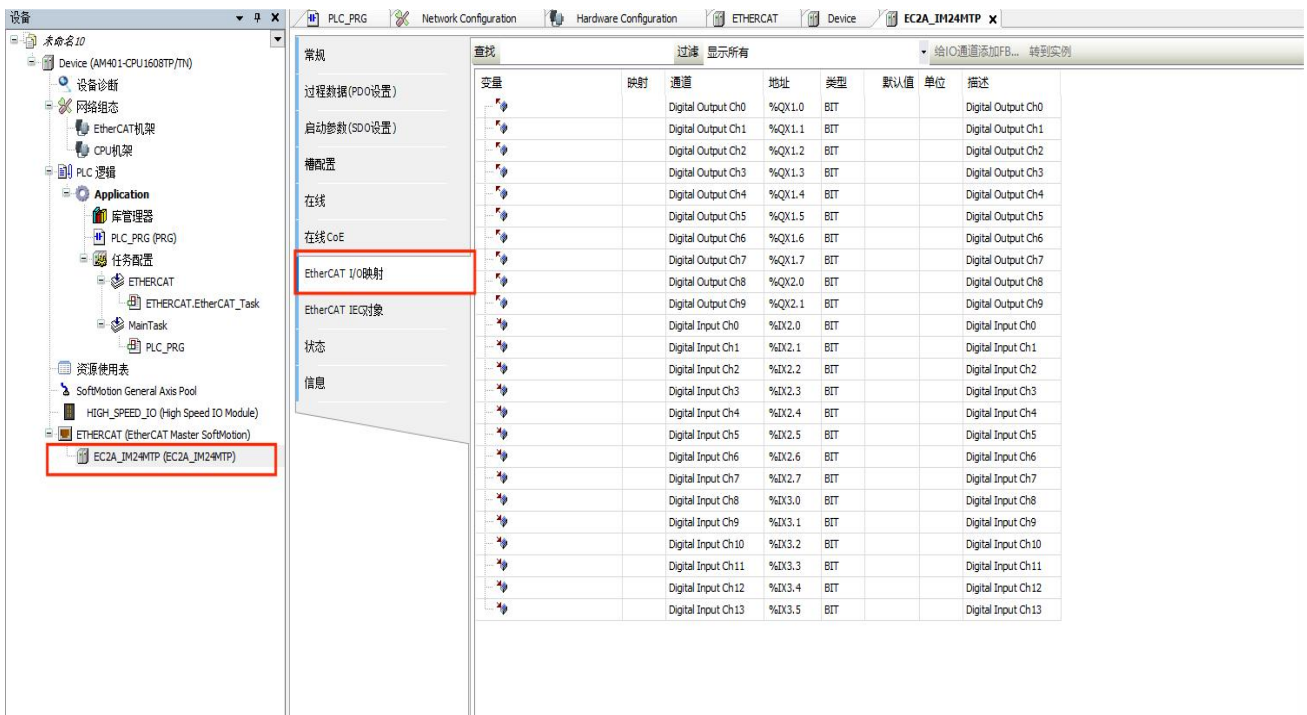 设备
PLC_PRG
Network Configuration
Hardware Configuration
ETHERCAT
Device
EC2A_IM24MTP
未命名10
Device (AM401-CPU1608TP/TN)
设备诊断
网络组态
EtherCAT机架
CPU机架
PLC 逻辑
Application
库管理器
PLC_PRG (PRG)
任务配置
ETHERCAT
ETHERCAT.EtherCAT_Task
MainTask
PLC_PRG
资源使用表
SoftMotion General Axis Pool
HIGH_SPEED_IO (High Speed IO Module)
ETHERCAT (EtherCAT Master SoftMotion)
EC2A_IM24MTP (EC2A_IM24MTP)
常规
过程数据(PDO设置)
启动参数(SDO设置)
槽配置
在线
在线CoE
EtherCAT I/O映射
EtherCAT IEC对象
状态
信息
查找 过滤 显示所有 给IO通道添加FB... 转到实例
变量 映射 通道 地址 类型 默认值 单位 描述
Digital Output Ch0 %QX1.0 BIT Digital Output Ch0
Digital Output Ch1 %QX1.1 BIT Digital Output Ch1
Digital Output Ch2 %QX1.2 BIT Digital Output Ch2
Digital Output Ch3 %QX1.3 BIT Digital Output Ch3
Digital Output Ch4 %QX1.4 BIT Digital Output Ch4
Digital Output Ch5 %QX1.5 BIT Digital Output Ch5
Digital Output Ch6 %QX1.6 BIT Digital Output Ch6
Digital Output Ch7 %QX1.7 BIT Digital Output Ch7
Digital Output Ch8 %QX2.0 BIT Digital Output Ch8
Digital Output Ch9 %QX2.1 BIT Digital Output Ch9
Digital Input Ch0 %IX2.0 BIT Digital Input Ch0
Digital Input Ch1 %IX2.1 BIT Digital Input Ch1
Digital Input Ch2 %IX2.2 BIT Digital Input Ch2
Digital Input Ch3 %IX2.3 BIT Digital Input Ch3
Digital Input Ch4 %IX2.4 BIT Digital Input Ch4
Digital Input Ch5 %IX2.5 BIT Digital Input Ch5
Digital Input Ch6 %IX2.6 BIT Digital Input Ch6
Digital Input Ch7 %IX2.7 BIT Digital Input Ch7
Digital Input Ch8 %IX3.0 BIT Digital Input Ch8
Digital Input Ch9 %IX3.1 BIT Digital Input Ch9
Digital Input Ch10 %IX3.2 BIT Digital Input Ch10
Digital Input Ch11 %IX3.3 BIT Digital Input Ch11
Digital Input Ch12 %IX3.4 BIT Digital Input Ch12
Digital Input Ch13 %IX3.5 BIT Digital Input Ch13